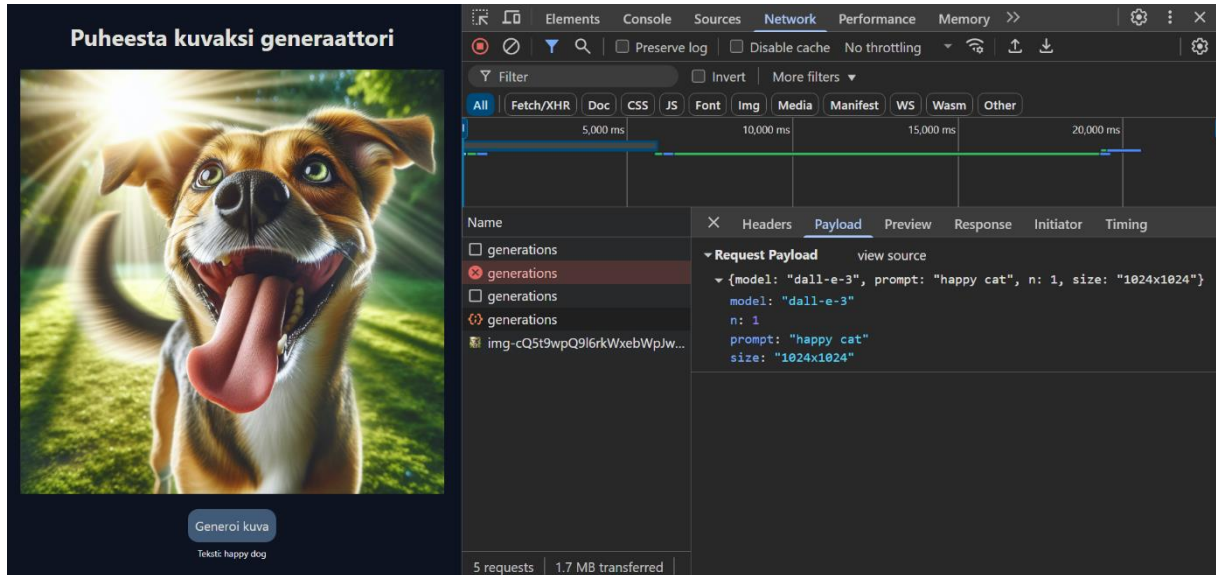 Puheesta kuvaksi generaattori
Generoi kuva
Teksti: happy dog
Elements Console Sources Network Performance Memory
Preserve log Disable cache No throttling
Filter Invert More filters
All Fetch/XHR Doc CSS JS Font Img Media Manifest WS Wasm Other
5,000 ms 10,000 ms 15,000 ms 20,000 ms
Name
generations
generations
generations
generations
img-cQ5t9wpQ9l6rkWxebWpJw...
5 requests 1.7 MB transferred
Headers Payload Preview Response Initiator Timing
Request Payload view source
{model: "dall-e-3", prompt: "happy cat", n: 1, size: "1024x1024"}
model: "dall-e-3"
n: 1
prompt: "happy cat"
size: "1024x1024"